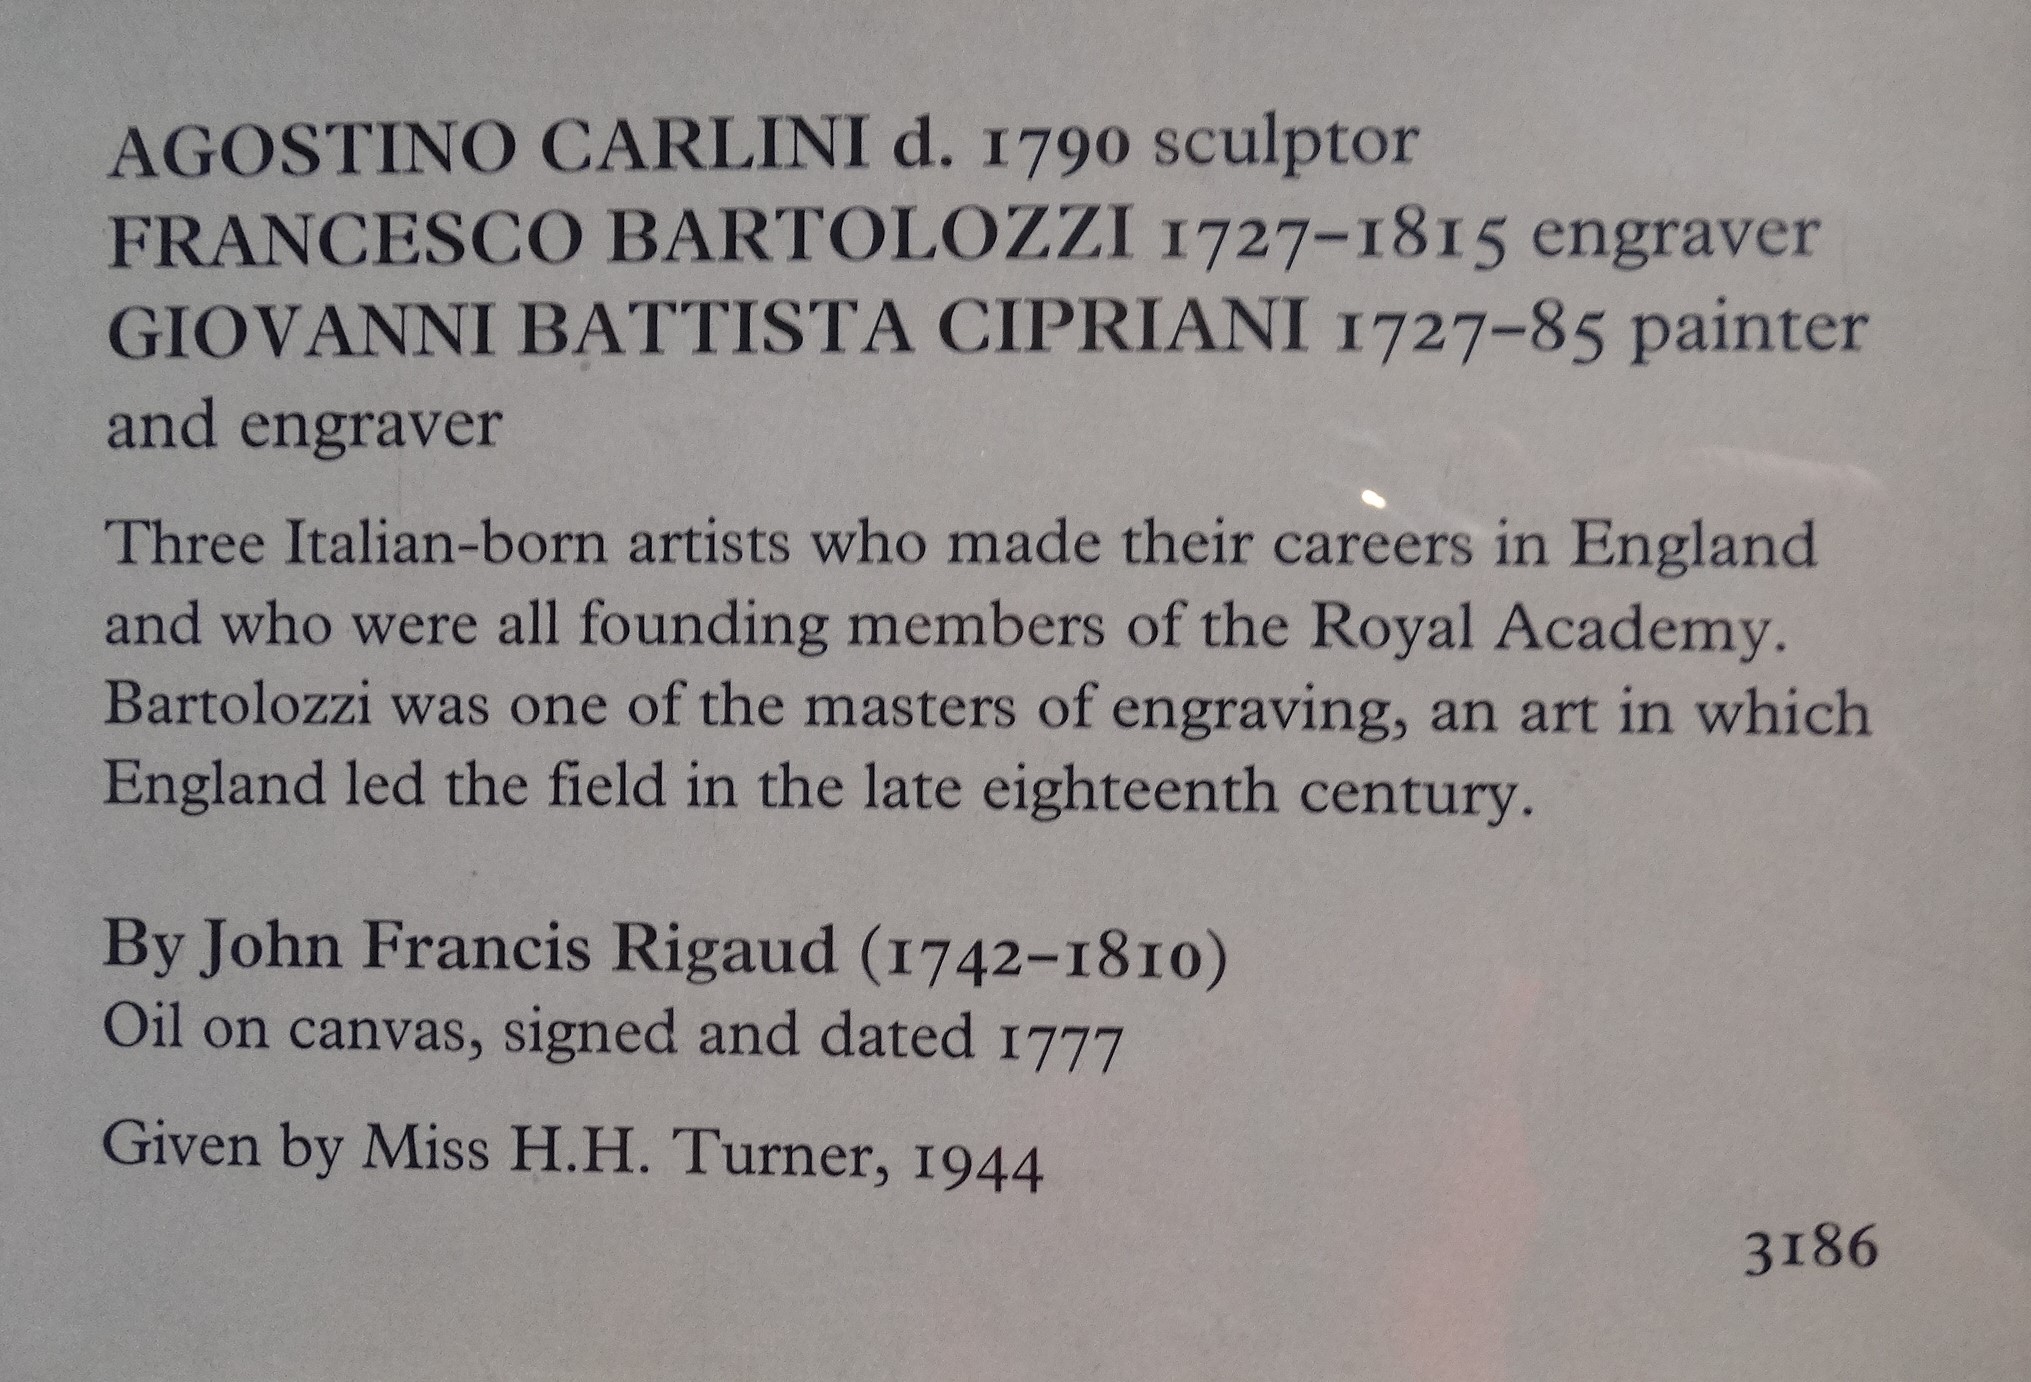 AGOSTINO CARLINI d. 1790 sculptor
FRANCESCO BARTOLOZZI 1727–1815 engraver
GIOVANNI BATTISTA CIPRIANI 1727–85 painter
and engraver
Three Italian-born artists who made their careers in England
and who were all founding members of the Royal Academy.
Bartolozzi was one of the masters of engraving, an art in which
England led the field in the late eighteenth century.
By John Francis Rigaud (1742–1810)
Oil on canvas, signed and dated 1777
Given by Miss H.H. Turner, 1944
3186